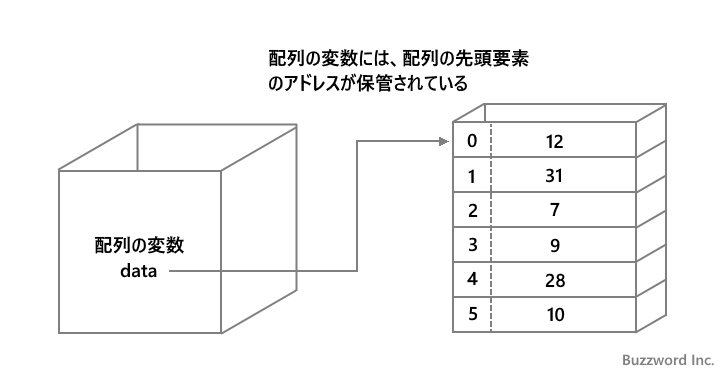 配列の変数には、配列の先頭要素
のアドレスが保管されている
配列の変数
data
0 12
1 31
2 7
3 9
4 28
5 10
Buzzword Inc.